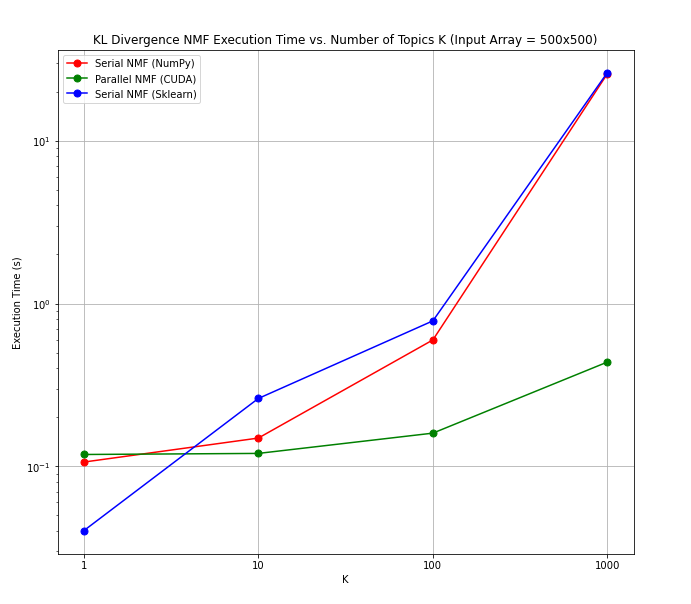 KL Divergence NMF Execution Time vs. Number of Topics K (Input Array = 500x500)
Serial NMF (NumPy)
Parallel NMF (CUDA)
Serial NMF (Sklearn)
10¹
10⁰
10⁻¹
Execution Time (s)
1 10 100 1000
K